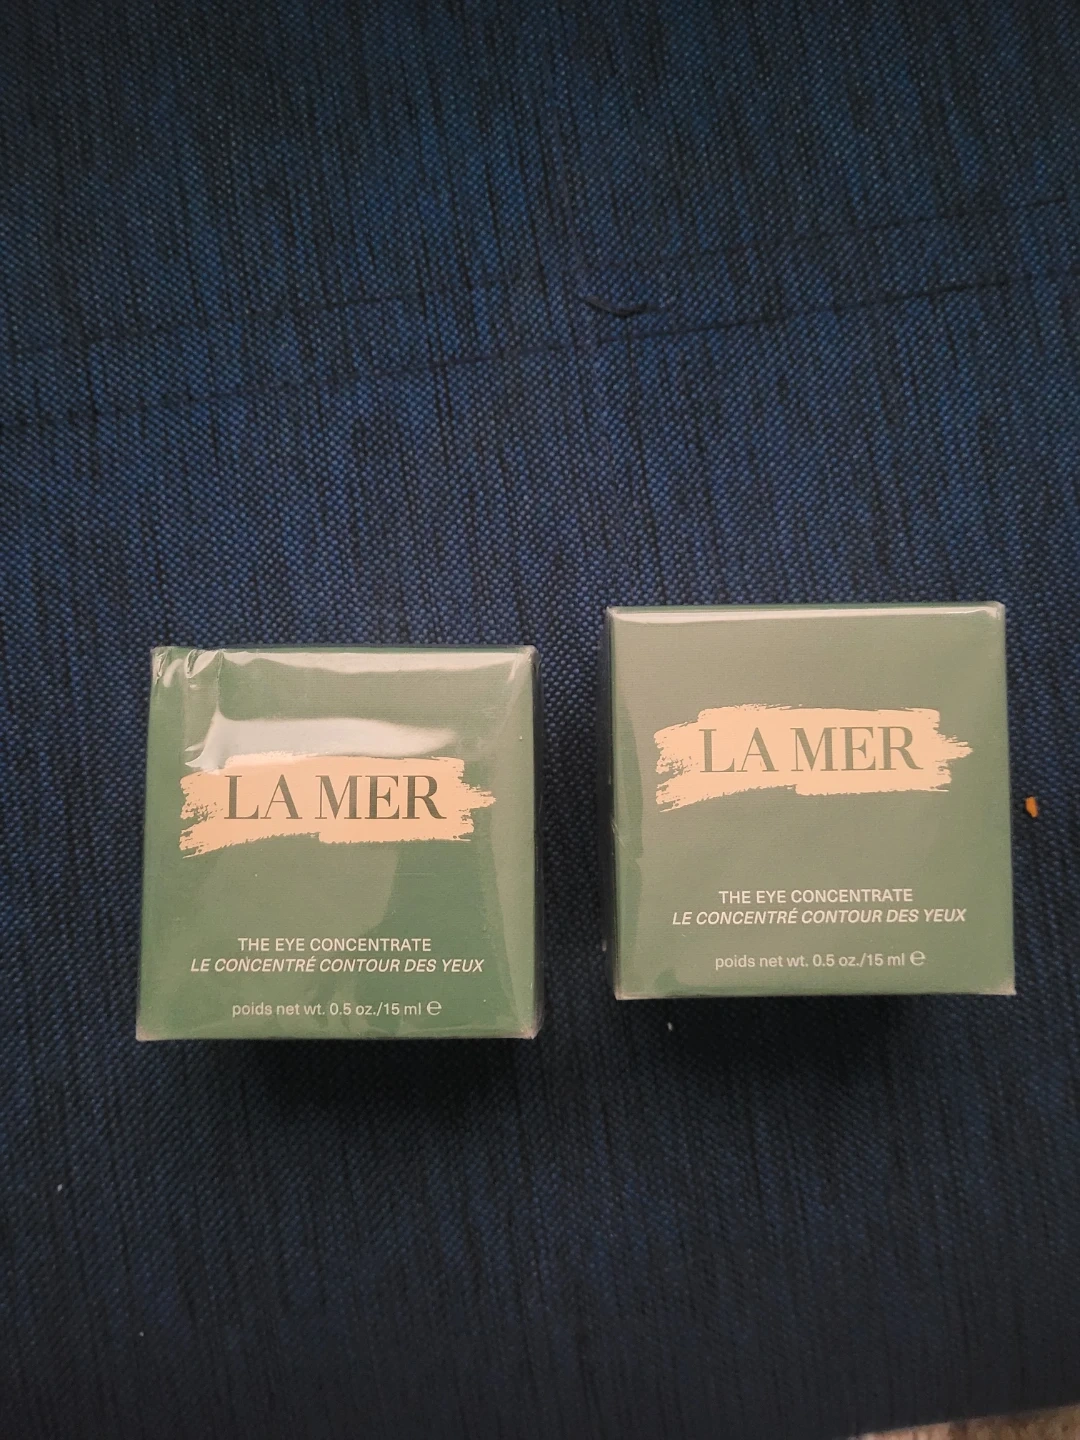 LA MER
THE EYE CONCENTRATE
LE CONCENTRÉ CONTOUR DES YEUX
poids net wt. 0.5 oz./15 ml ℮
LA MER
THE EYE CONCENTRATE
LE CONCENTRÉ CONTOUR DES YEUX
poids net wt. 0.5 oz./15 ml ℮